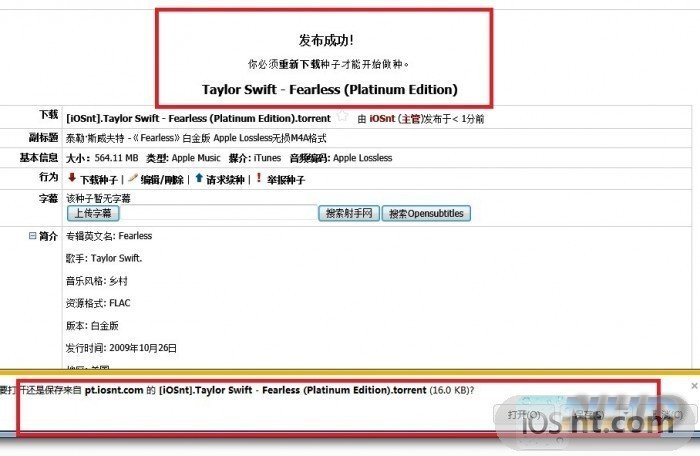 发布成功!
你必须重新下载种子才能开始做种。
Taylor Swift - Fearless (Platinum Edition)
下载 [iOSnt].Taylor Swift - Fearless (Platinum Edition).torrent 由 iOSnt (主管)发布于< 1分前
副标题 泰勒·斯威夫特 -《Fearless》白金版 Apple Lossless无损M4A格式
基本信息 大小: 564.11 MB 类型: Apple Music 媒介: iTunes 音频编码: Apple Lossless
行为 下载种子 | 编辑/删除 | 请求续种 | 举报种子
字幕 该种子暂无字幕
上传字幕 搜索射手网 搜索Opensubtitles
简介 专辑英文名: Fearless
歌手: Taylor Swift.
音乐风格: 乡村
资源格式: FLAC
版本: 白金版
发行时间: 2009年10月26日
要打开还是保存来自 pt.iosnt.com 的 [iOSnt].Taylor Swift - Fearless (Platinum Edition).torrent (16.0 KB)?
打开(O) 保存(S) 取消(C)
iOSnt.com